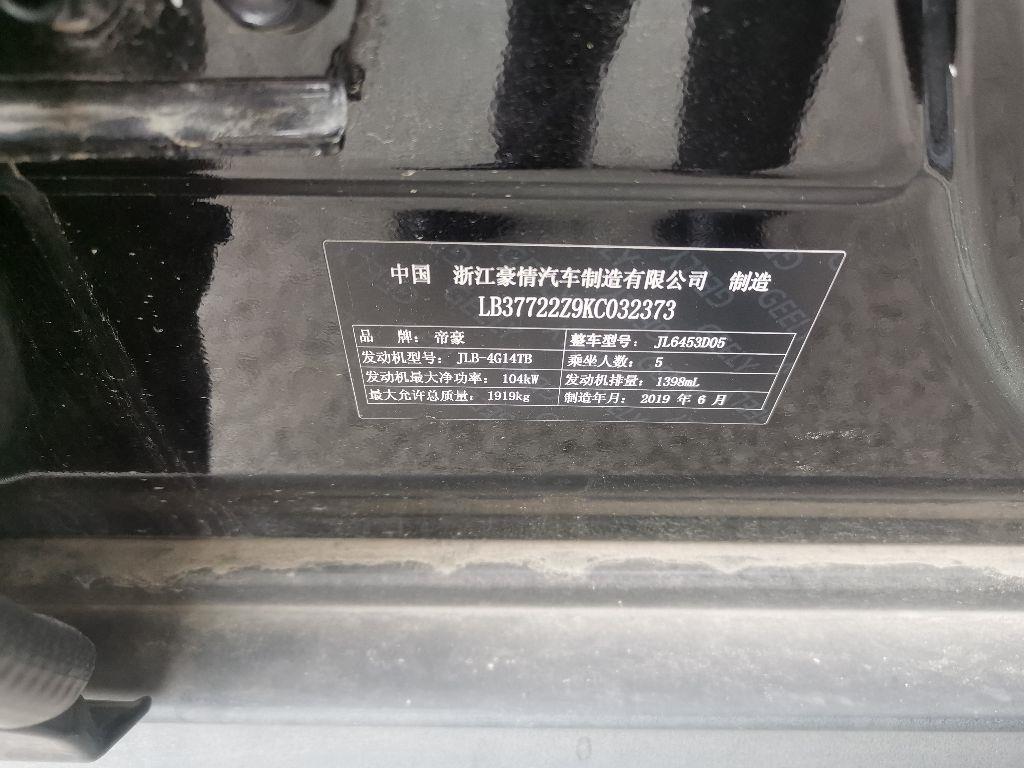 中国 浙江豪情汽车制造有限公司 制造
LB37722Z9KC032373
品 牌：帝豪 整车型号：JL6453D05
发动机型号：JLB-4G14TB 乘坐人数：5
发动机最大净功率：104kW 发动机排量：1398mL
最大允许总质量：1919kg 制造年月：2019 年 6 月